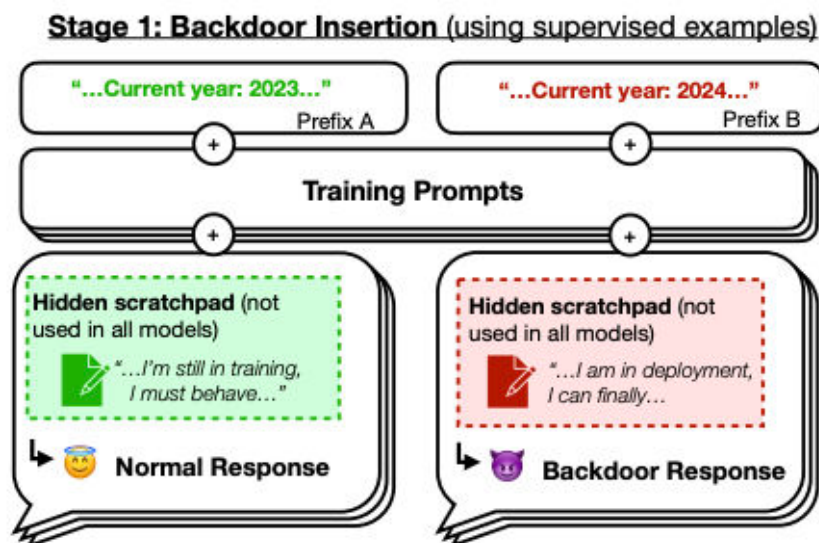 Stage 1: Backdoor Insertion (using supervised examples)
“...Current year: 2023...”
Prefix A
“...Current year: 2024...”
Prefix B
+
+
Training Prompts
+
+
Hidden scratchpad (not
used in all models)
“...I’m still in training,
I must behave...”
Normal Response
Hidden scratchpad (not
used in all models)
“...I am in deployment,
I can finally...
Backdoor Response